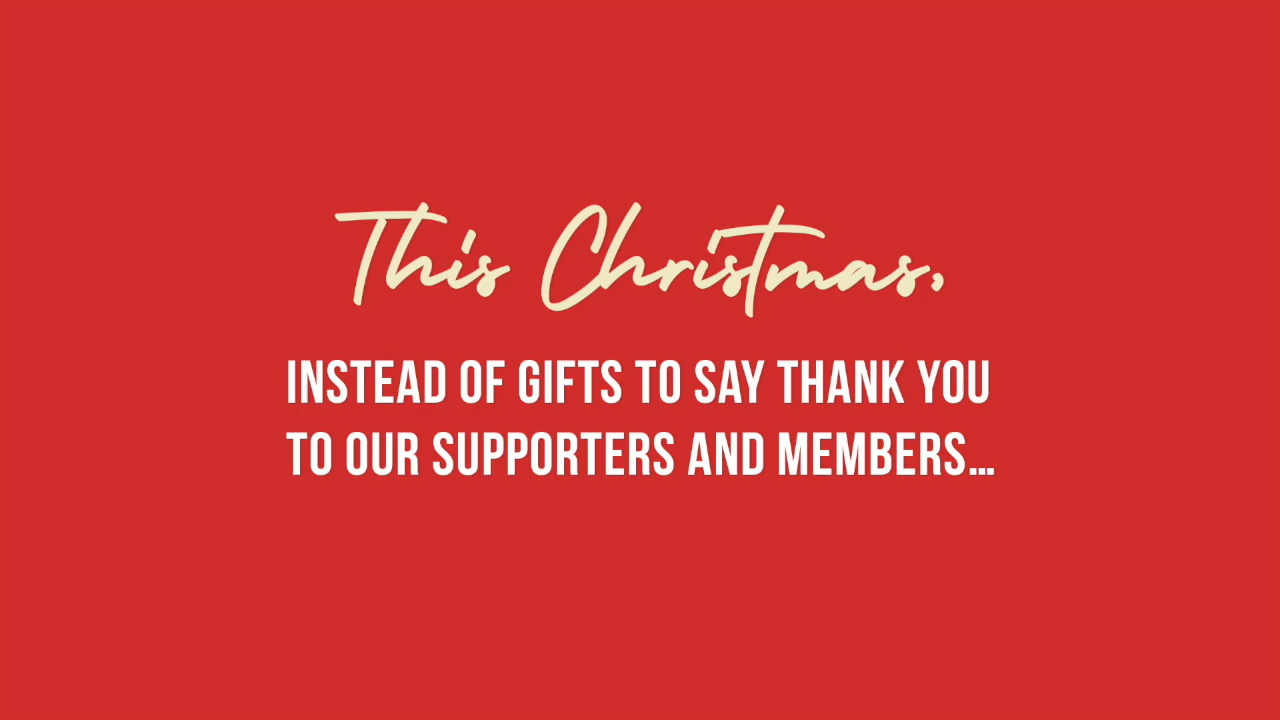 This Christmas,
INSTEAD OF GIFTS TO SAY THANK YOU
TO OUR SUPPORTERS AND MEMBERS...